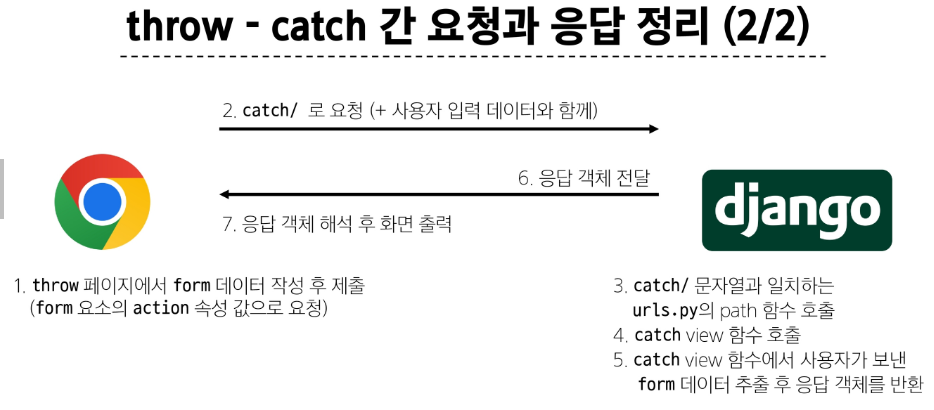 throw - catch 간 요청과 응답 정리 (2/2)
2. catch/ 로 요청 (+ 사용자 입력 데이터와 함께)
6. 응답 객체 전달
7. 응답 객체 해석 후 화면 출력
django
1. throw 페이지에서 form 데이터 작성 후 제출
(form 요소의 action 속성 값으로 요청)
3. catch/ 문자열과 일치하는
urls.py의 path 함수 호출
4. catch view 함수 호출
5. catch view 함수에서 사용자가 보낸
form 데이터 추출 후 응답 객체를 반환